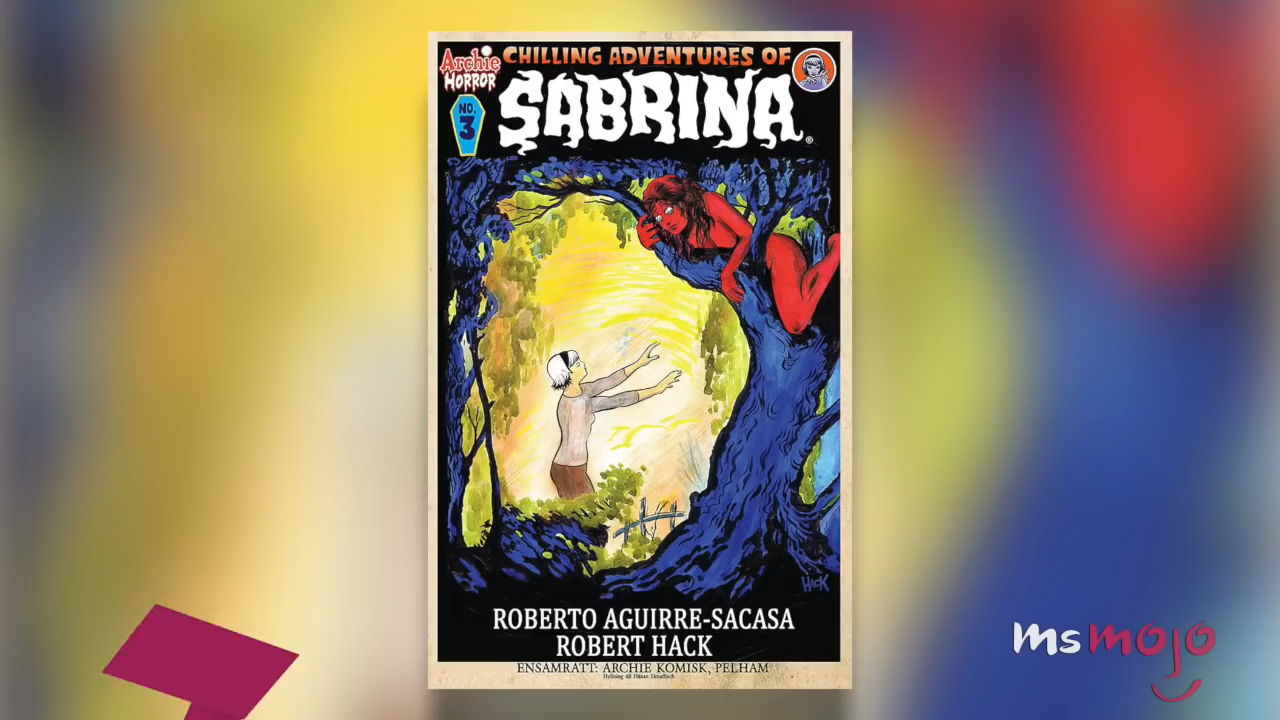 Archie
HORROR
CHILLING ADVENTURES OF
SABRINA®
NO.
3
HACK
ROBERTO AGUIRRE-SACASA
ROBERT HACK
ENSAMRATT: ARCHIE KOMISK, PELHAM
msmojo